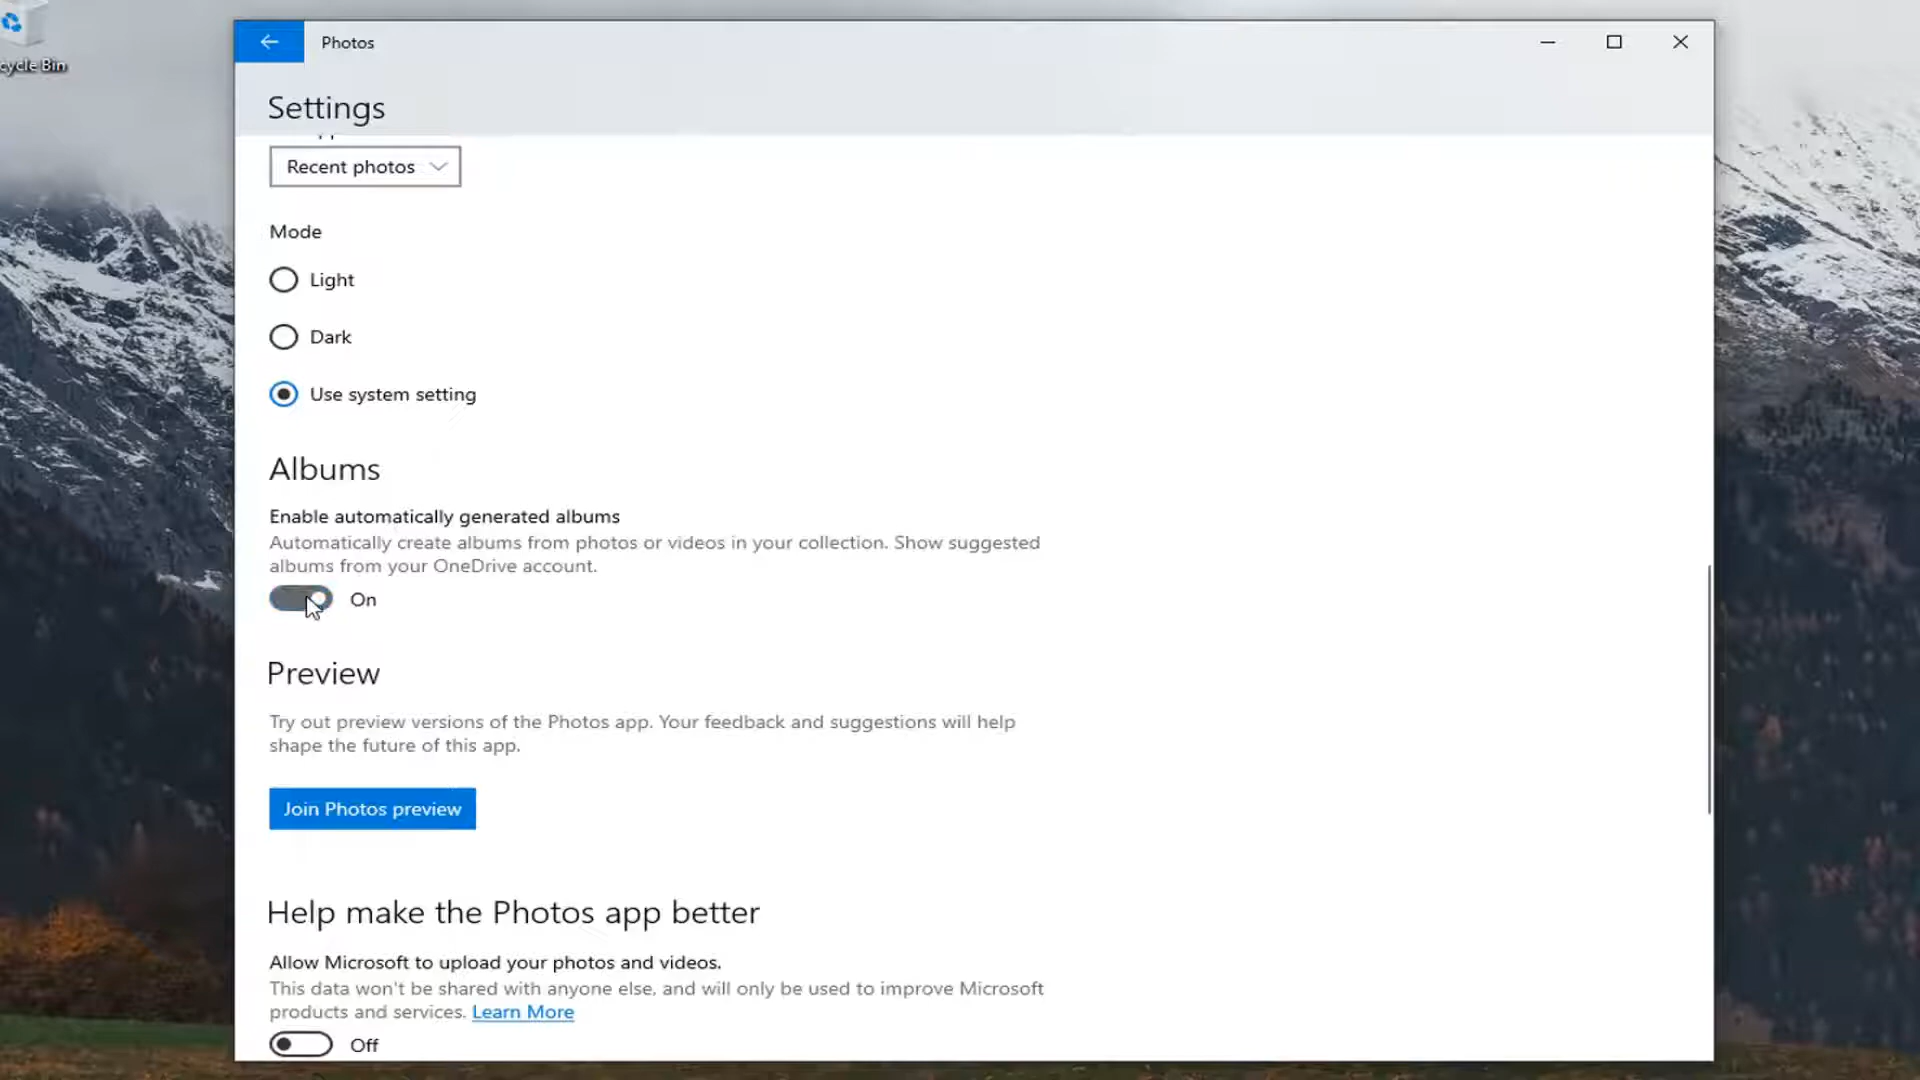 Photos
cycle Bin
Settings
Recent photos
Mode
Light
Dark
Use system setting
Albums
Enable automatically generated albums
Automatically create albums from photos or videos in your collection. Show suggested
albums from your OneDrive account.
On
Preview
Try out preview versions of the Photos app. Your feedback and suggestions will help
shape the future of this app.
Join Photos preview
Help make the Photos app better
Allow Microsoft to upload your photos and videos.
This data won't be shared with anyone else, and will only be used to improve Microsoft
products and services. Learn More
Off